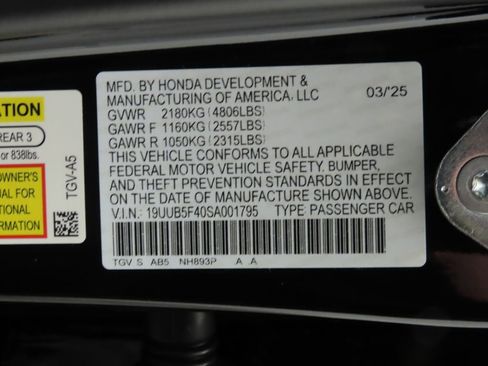 ATION
REAR 3
or 838lbs.
OWNER'S
NUAL FOR
TIONAL
ORMATION
TGV-A5
MFD. BY HONDA DEVELOPMENT &
MANUFACTURING OF AMERICA, LLC 03/'25
GVWR 2180KG (4806LBS)
GAWR F 1160KG (2557LBS)
GAWR R 1050KG (2315LBS)
THIS VEHICLE CONFORMS TO ALL APPLICABLE
FEDERAL MOTOR VEHICLE SAFETY, BUMPER,
AND THEFT PREVENTION STANDARDS IN EFFECT
ON THE DATE OF MANUFACTURE SHOWN ABOVE.
V.I.N: 19UUB5F40SA001795 TYPE PASSENGER CAR
TGV S AB5 NH893P A A